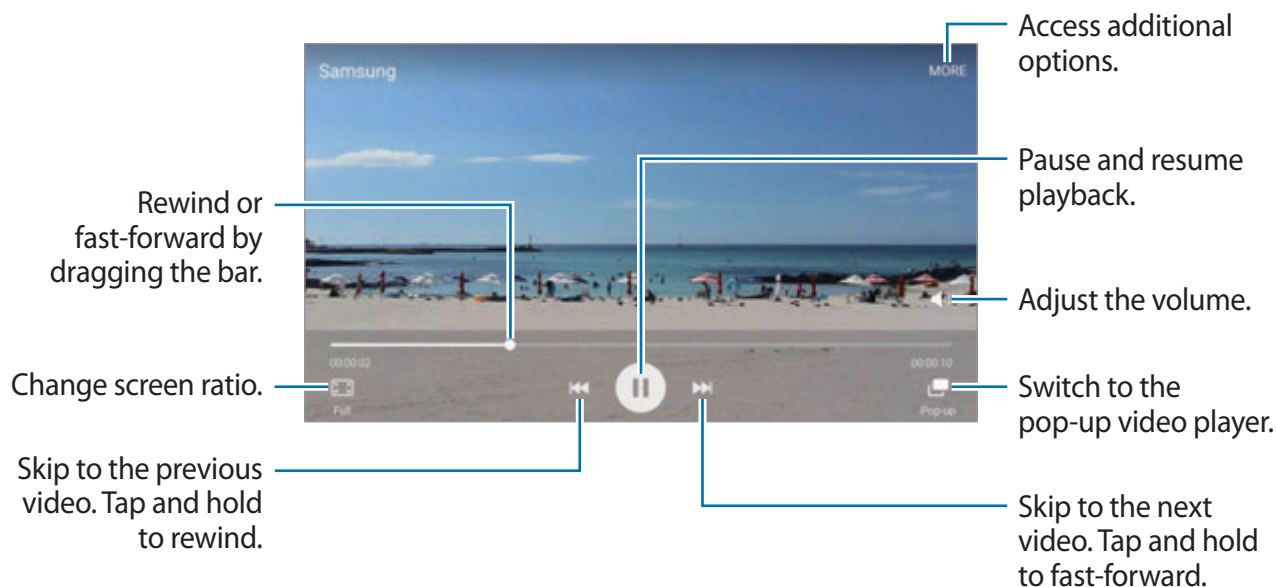 Access additional
options.
Samsung
MORE
Pause and resume
playback.
Rewind or
fast-forward by
dragging the bar.
Adjust the volume.
00:00:02
00:00:10
Change screen ratio.
Full
Pop-up
Switch to the
pop-up video player.
Skip to the previous
video. Tap and hold
to rewind.
Skip to the next
video. Tap and hold
to fast-forward.